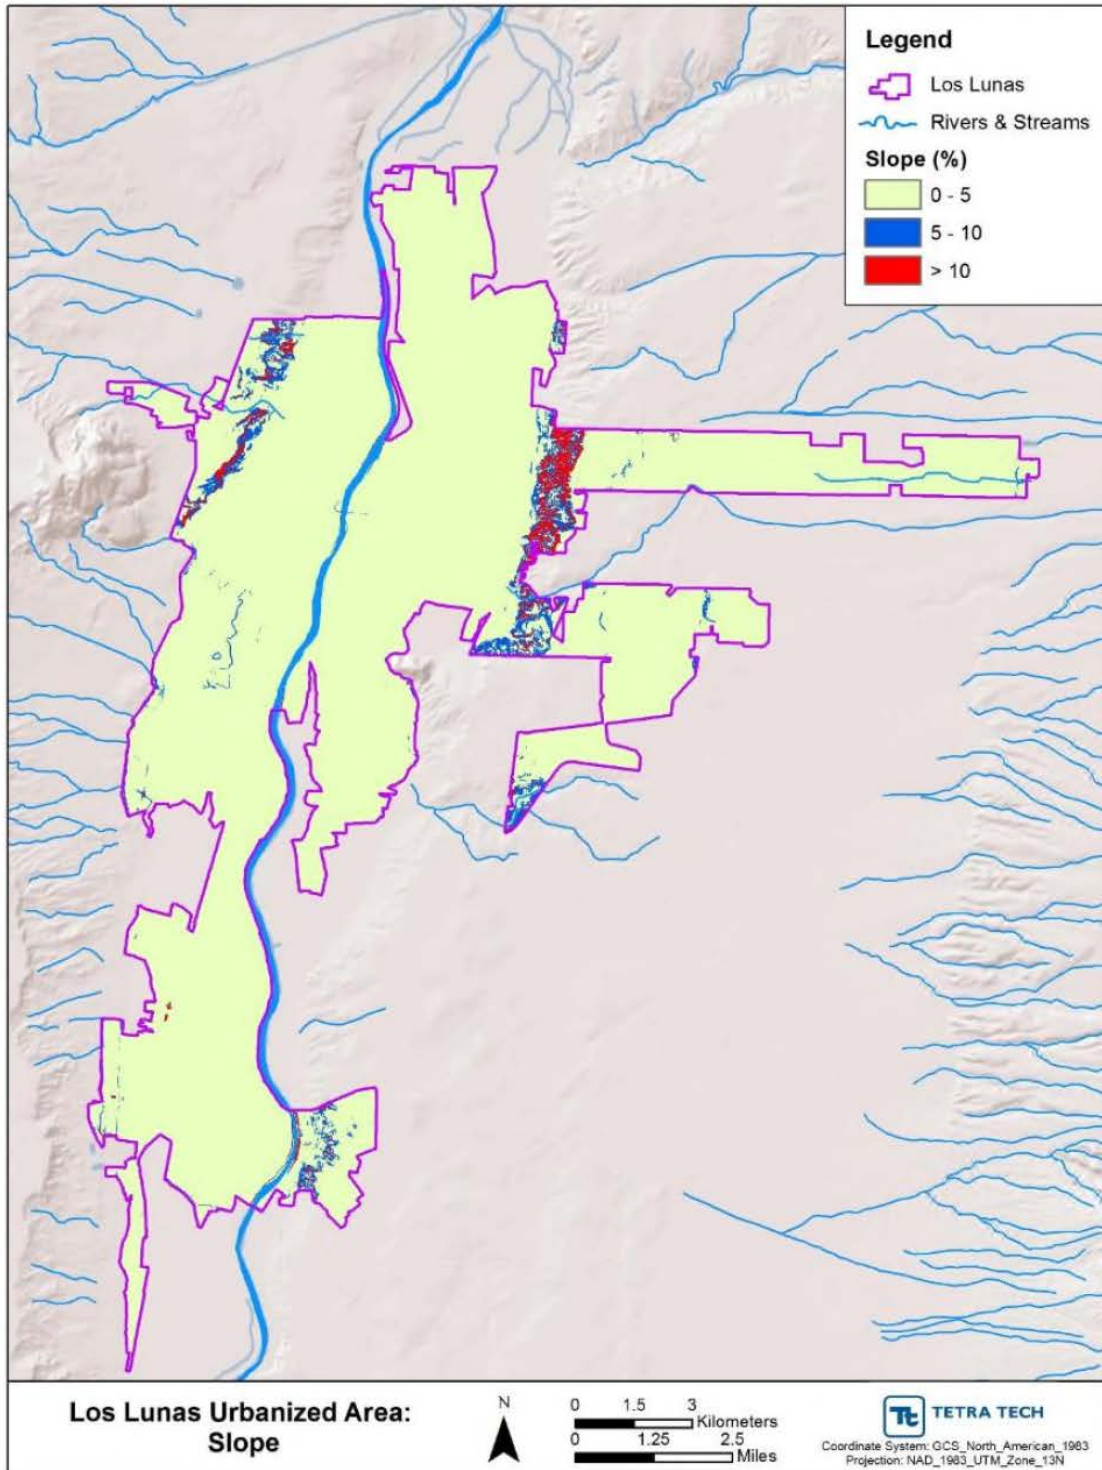 Legend
Los Lunas
Rivers & Streams
Slope (%)
0 - 5
5 - 10
> 10
Los Lunas Urbanized Area:
Slope
N
0 1.5 3
Kilometers
0 1.25 2.5
Miles
Tt TETRA TECH
Coordinate System: GCS_North_American_1983
Projection: NAD_1983_UTM_Zone_13N